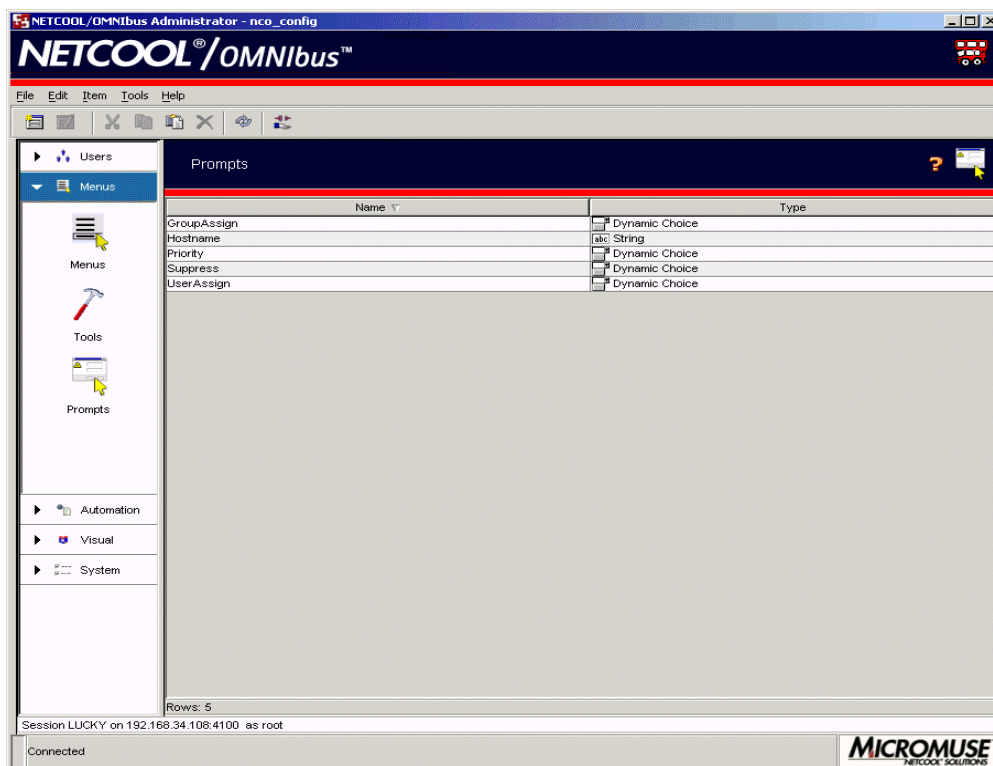 NETCOOL/OMNIbus Administrator - nco_config
NETCOOL®/OMNIbus™
File Edit Item Tools Help
Users
Menus
Menus
Tools
Prompts
Automation
Visual
System
Prompts
?
Name Type
GroupAssign Dynamic Choice
Hostname abc String
Priority Dynamic Choice
Suppress Dynamic Choice
UserAssign Dynamic Choice
Rows: 5
Session LUCKY on 192.168.34.108:4100 as root
Connected
MICROMUSE
NETCOOL® SOLUTIONS